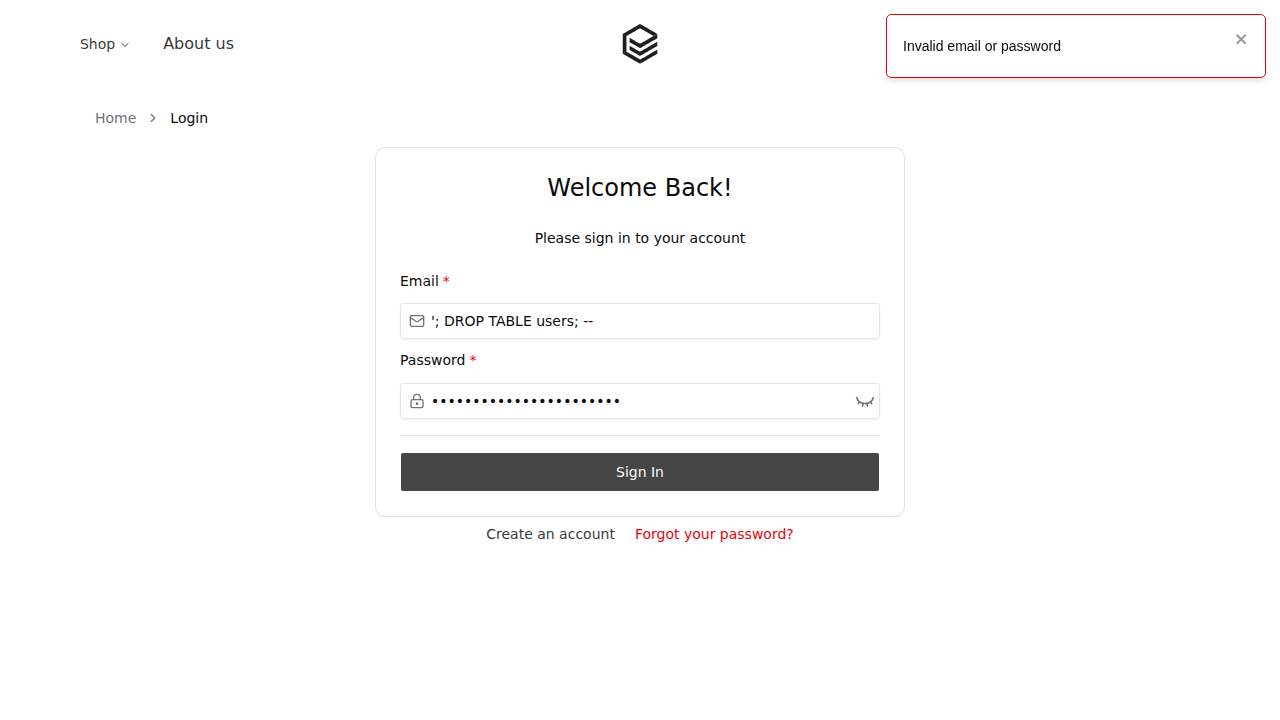 Shop
About us
Invalid email or password
Home
Login
Welcome Back!
Please sign in to your account
Email *
'; DROP TABLE users; --
Password *
•••••••••••••••••••••••
Sign In
Create an account
Forgot your password?